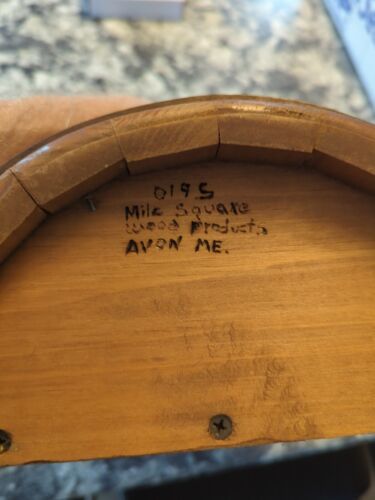 0195
Mile Square
Wood Products
AVON ME.